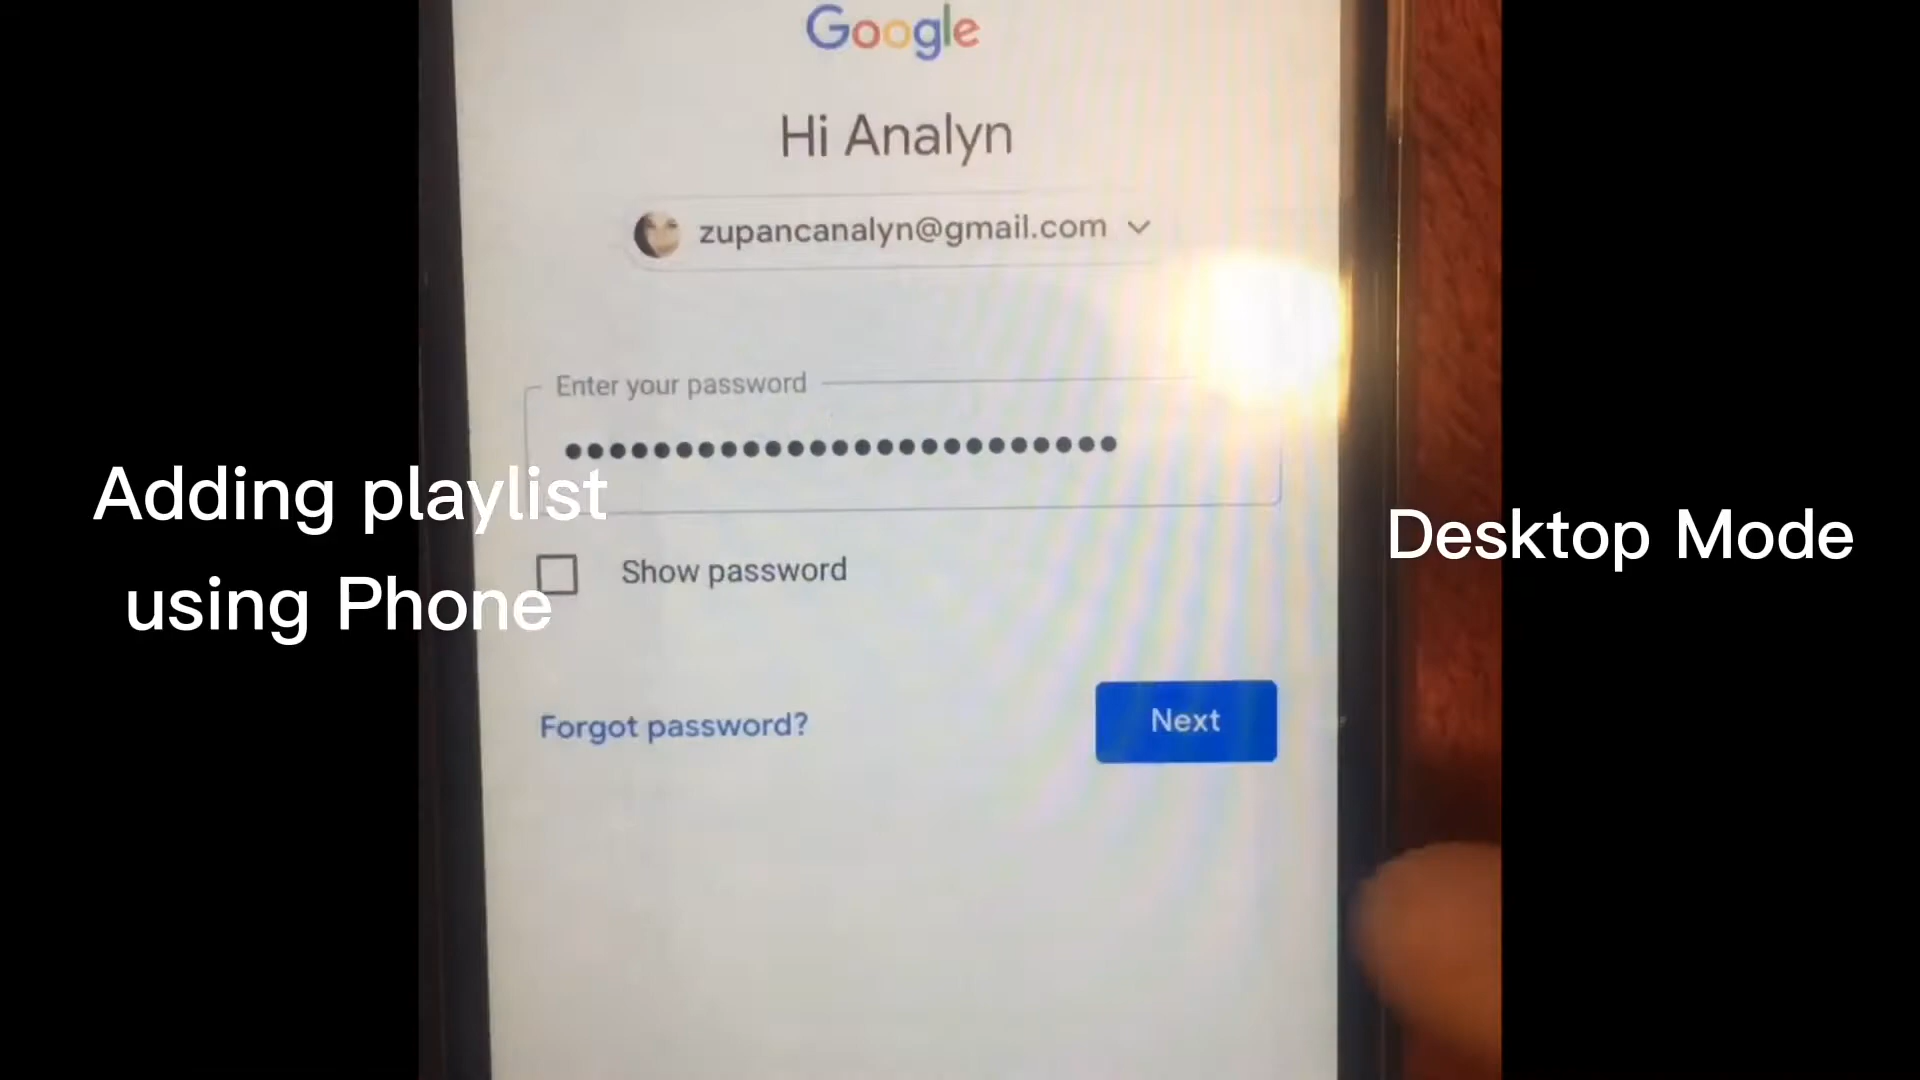 Google
Hi Analyn
zupancanalyn@gmail.com
Enter your password
Adding playlist
using Phone
Desktop Mode
Show password
Forgot password?
Next